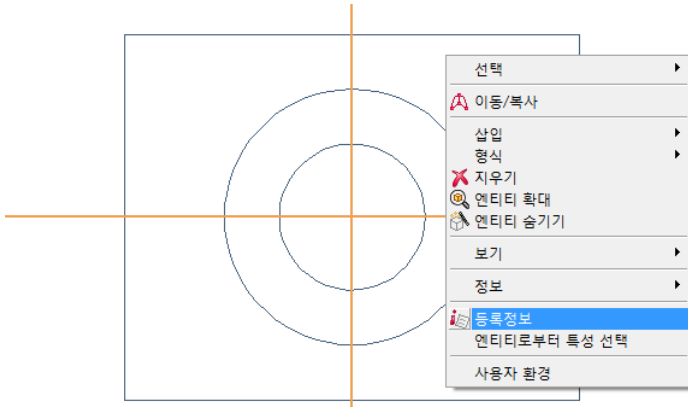 선택
이동/복사
삽입
형식
지우기
엔티티 확대
엔티티 숨기기
보기
정보
등록정보
엔티티로부터 특성 선택
사용자 환경